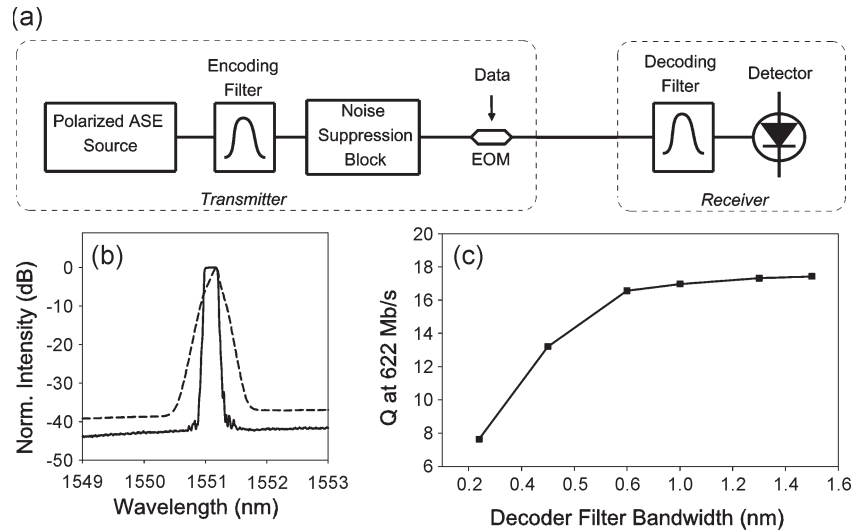 (a)
Encoding
Filter
Data
Decoding
Filter
Detector
Polarized ASE
Source
Noise
Suppression
Block
EOM
Transmitter
Receiver
(b)
Norm. Intensity (dB)
0
-10
-20
-30
-40
-50
1549 1550 1551 1552 1553
Wavelength (nm)
(c)
Q at 622 Mb/s
20
18
16
14
12
10
8
6
0.2 0.4 0.5 0.6 1.0 1.4 1.5 1.6
Decoder Filter Bandwidth (nm)